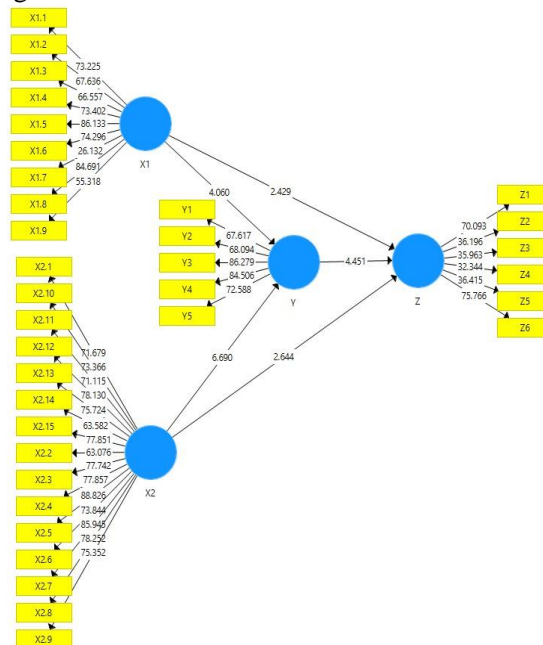 X1.1
X1.2
X1.3
X1.4
X1.5
X1.6
X1.7
X1.8
X1.9
73.225
67.636
66.557
73.402
86.133
74.296
26.132
84.691
55.318
X1
4.060
2.429
Y1
Y2
Y3
Y4
Y5
67.617
68.094
86.279
84.506
72.588
Y
4.451
Z
70.093
36.196
35.963
32.344
36.415
75.766
Z1
Z2
Z3
Z4
Z5
Z6
6.690
2.644
X2.1
X2.10
X2.11
X2.12
X2.13
X2.14
X2.15
X2.2
X2.3
X2.4
X2.5
X2.6
X2.7
X2.8
X2.9
71.679
73.366
71.115
78.130
75.724
63.582
77.851
63.076
77.742
77.857
88.826
73.844
85.945
78.252
75.352
X2